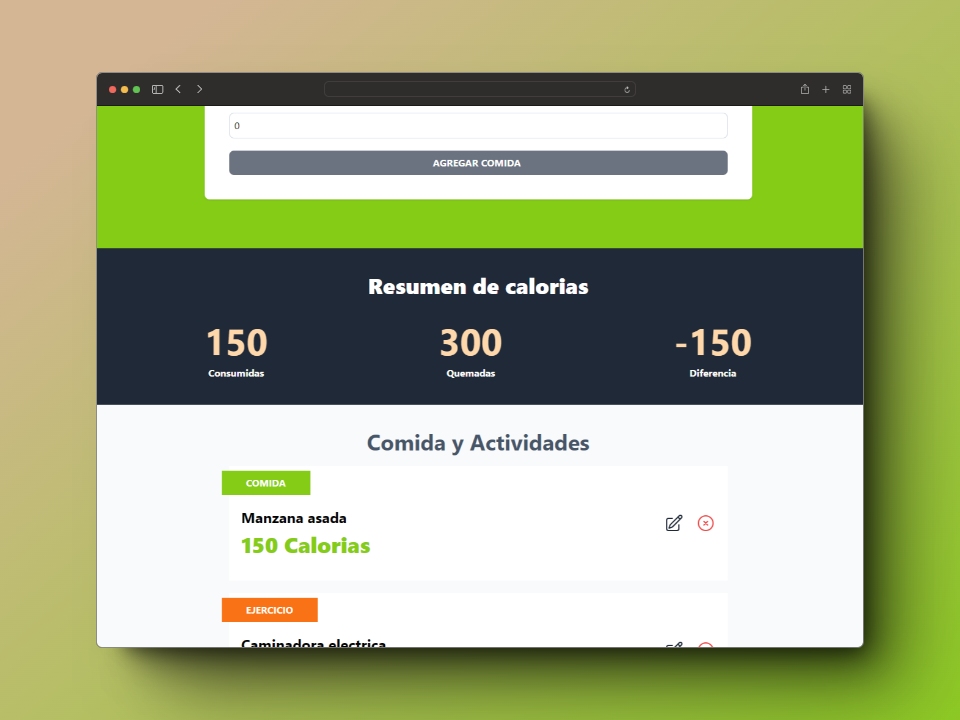 0
AGREGAR COMIDA
Resumen de calorias
150
300
-150
Consumidas
Quemadas
Diferencia
Comida y Actividades
COMIDA
Manzana asada
150 Calorias
EJERCICIO
Caminadora electrica